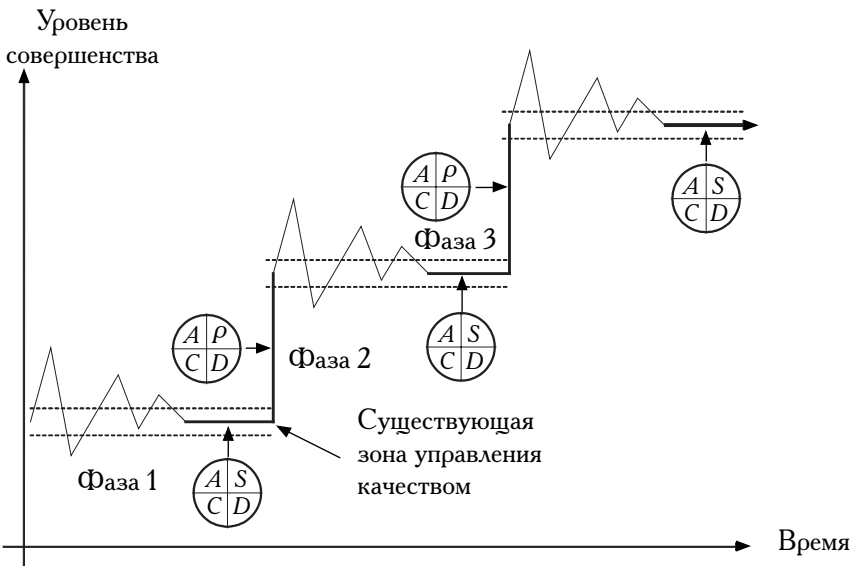 Уровень
совершенства
A P
C D
Фаза 3
A S
C D
A P
C D
Фаза 2
A S
C D
Существующая
зона управления
качеством
Фаза 1
A S
C D
Время